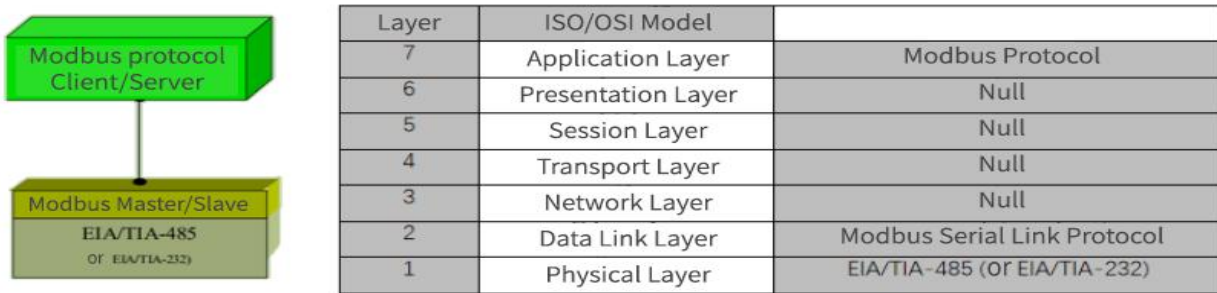 Modbus protocol
Client/Server
Modbus Master/Slave
EIA/TIA-485
or EIA/TIA-232)
Layer ISO/OSI Model
7 Application Layer Modbus Protocol
6 Presentation Layer Null
5 Session Layer Null
4 Transport Layer Null
3 Network Layer Null
2 Data Link Layer Modbus Serial Link Protocol
1 Physical Layer EIA/TIA-485 (or EIA/TIA-232)